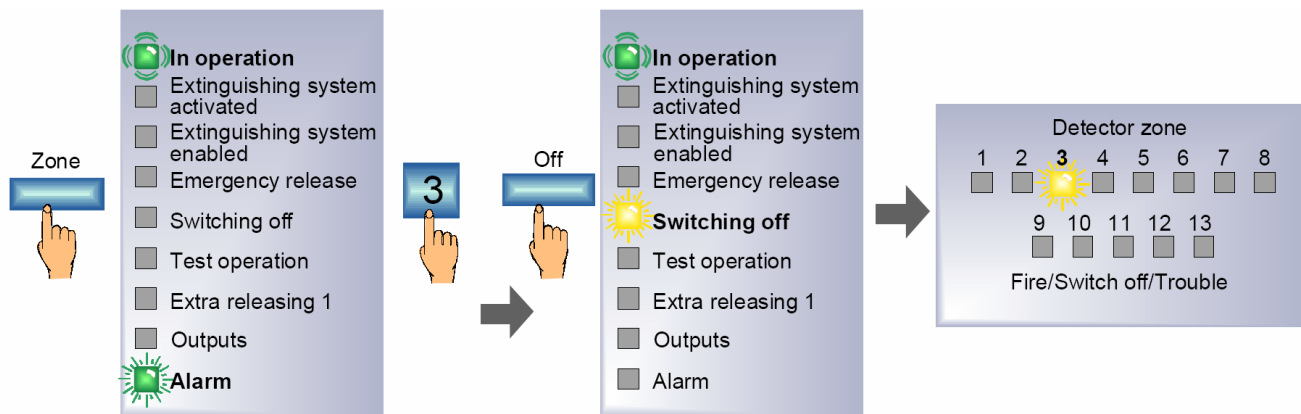 Zone
In operation
Extinguishing system
activated
Extinguishing system
enabled
Emergency release
Switching off
Test operation
Extra releasing 1
Outputs
Alarm
3
Off
In operation
Extinguishing system
activated
Extinguishing system
enabled
Emergency release
Switching off
Test operation
Extra releasing 1
Outputs
Alarm
Detector zone
1 2 3 4 5 6 7 8
9 10 11 12 13
Fire/Switch off/Trouble